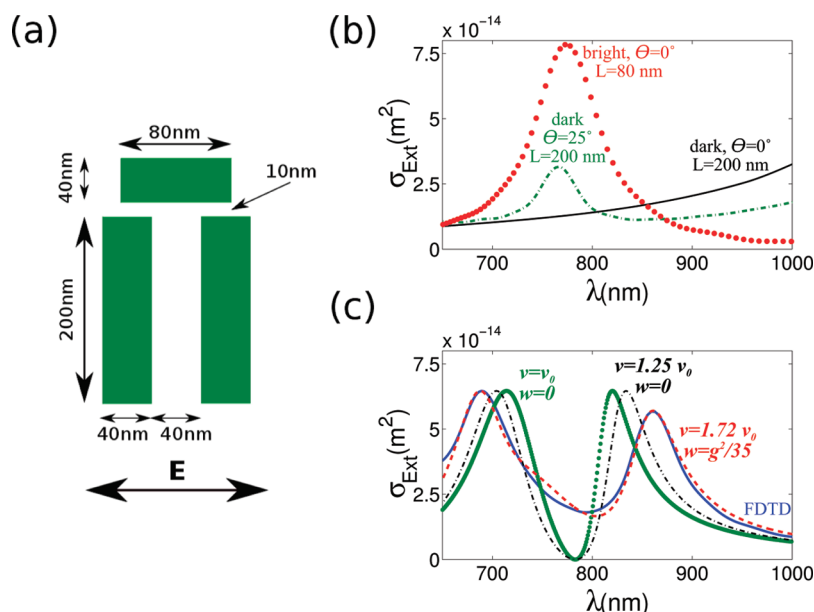 (a)
80nm
40nm
10nm
200nm
40nm 40nm
E
(b)
x 10⁻¹⁴
7.5
5
2.5
0
σExt(m²)
bright, Θ=0°
L=80 nm
dark
Θ=25°
L=200 nm
dark, Θ=0°
L=200 nm
700 800 900 1000
λ(nm)
(c)
x 10⁻¹⁴
7.5
5
2.5
0
σExt(m²)
v=v₀
w=0
v=1.25 v₀
w=0
v=1.72 v₀
w=g²/35
FDTD
700 800 900 1000
λ(nm)